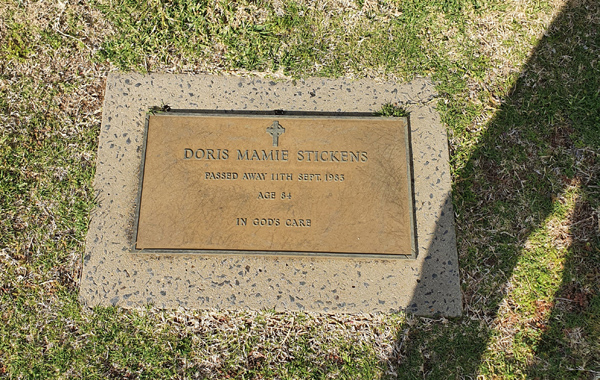 DORIS MAMIE STICKENS
PASSED AWAY 11TH SEPT. 1983
AGE 84
IN GOD'S CARE